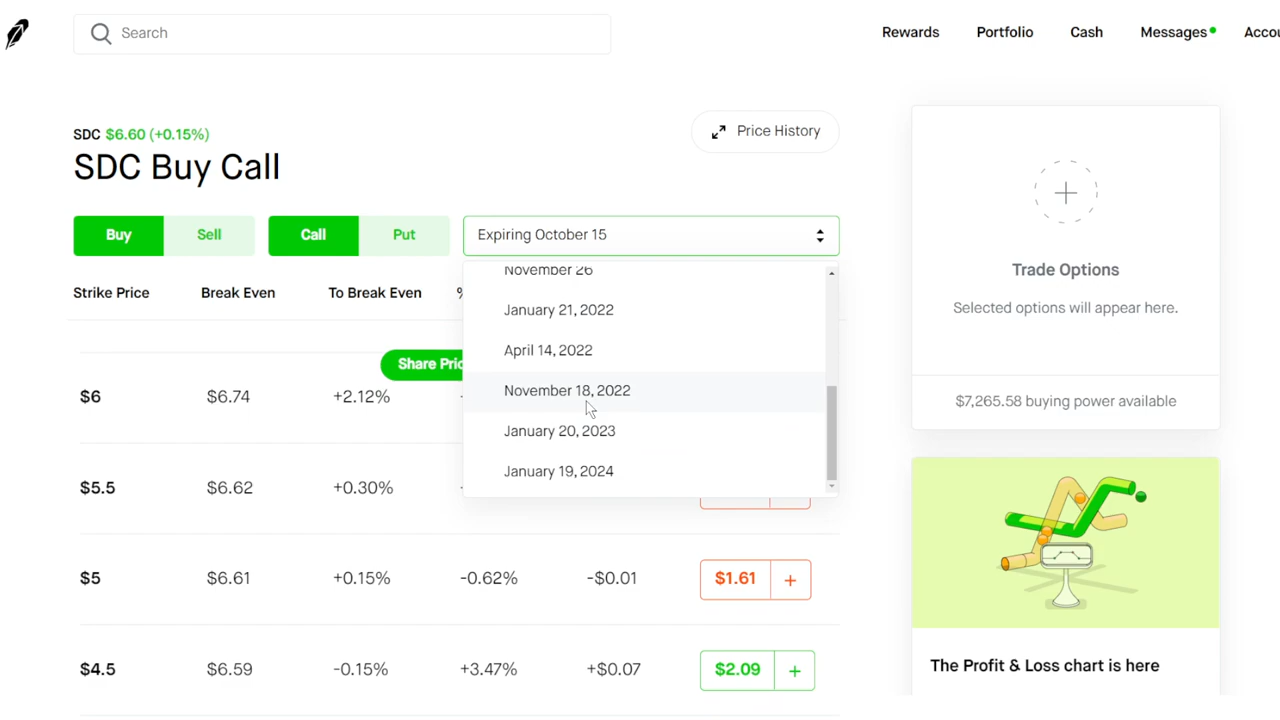 Search
Rewards Portfolio Cash Messages Accou
SDC $6.60 (+0.15%)
SDC Buy Call
Price History
Buy Sell Call Put Expiring October 15
Strike Price Break Even To Break Even %
November 26
January 21, 2022
April 14, 2022
November 18, 2022
January 20, 2023
January 19, 2024
Share Pric
$6 $6.74 +2.12%
$5.5 $6.62 +0.30%
$5 $6.61 +0.15% -0.62% -$0.01 $1.61 +
$4.5 $6.59 -0.15% +3.47% +$0.07 $2.09 +
Trade Options
Selected options will appear here.
$7,265.58 buying power available
The Profit & Loss chart is here